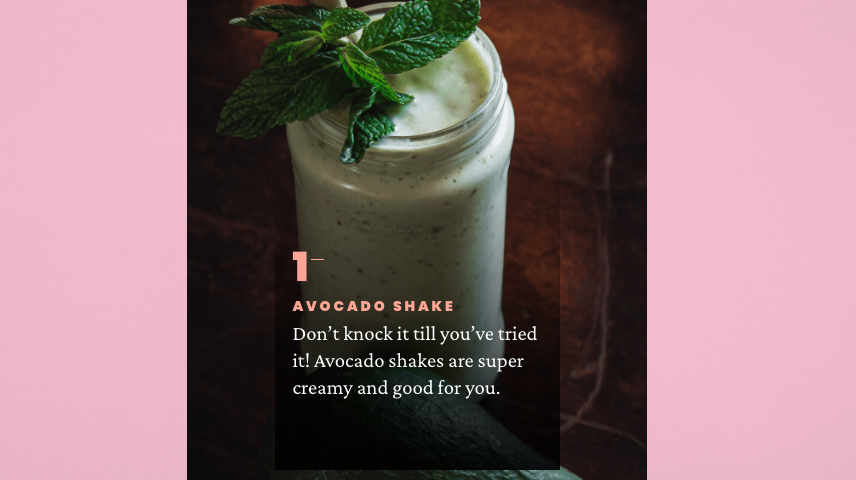 1
AVOCADO SHAKE
Don’t knock it till you’ve tried
it! Avocado shakes are super
creamy and good for you.